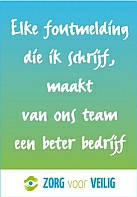 Elke foutmelding
die ik schrijf,
maakt
van ons team
een beter bedrijf
ZORG voor VEILIG